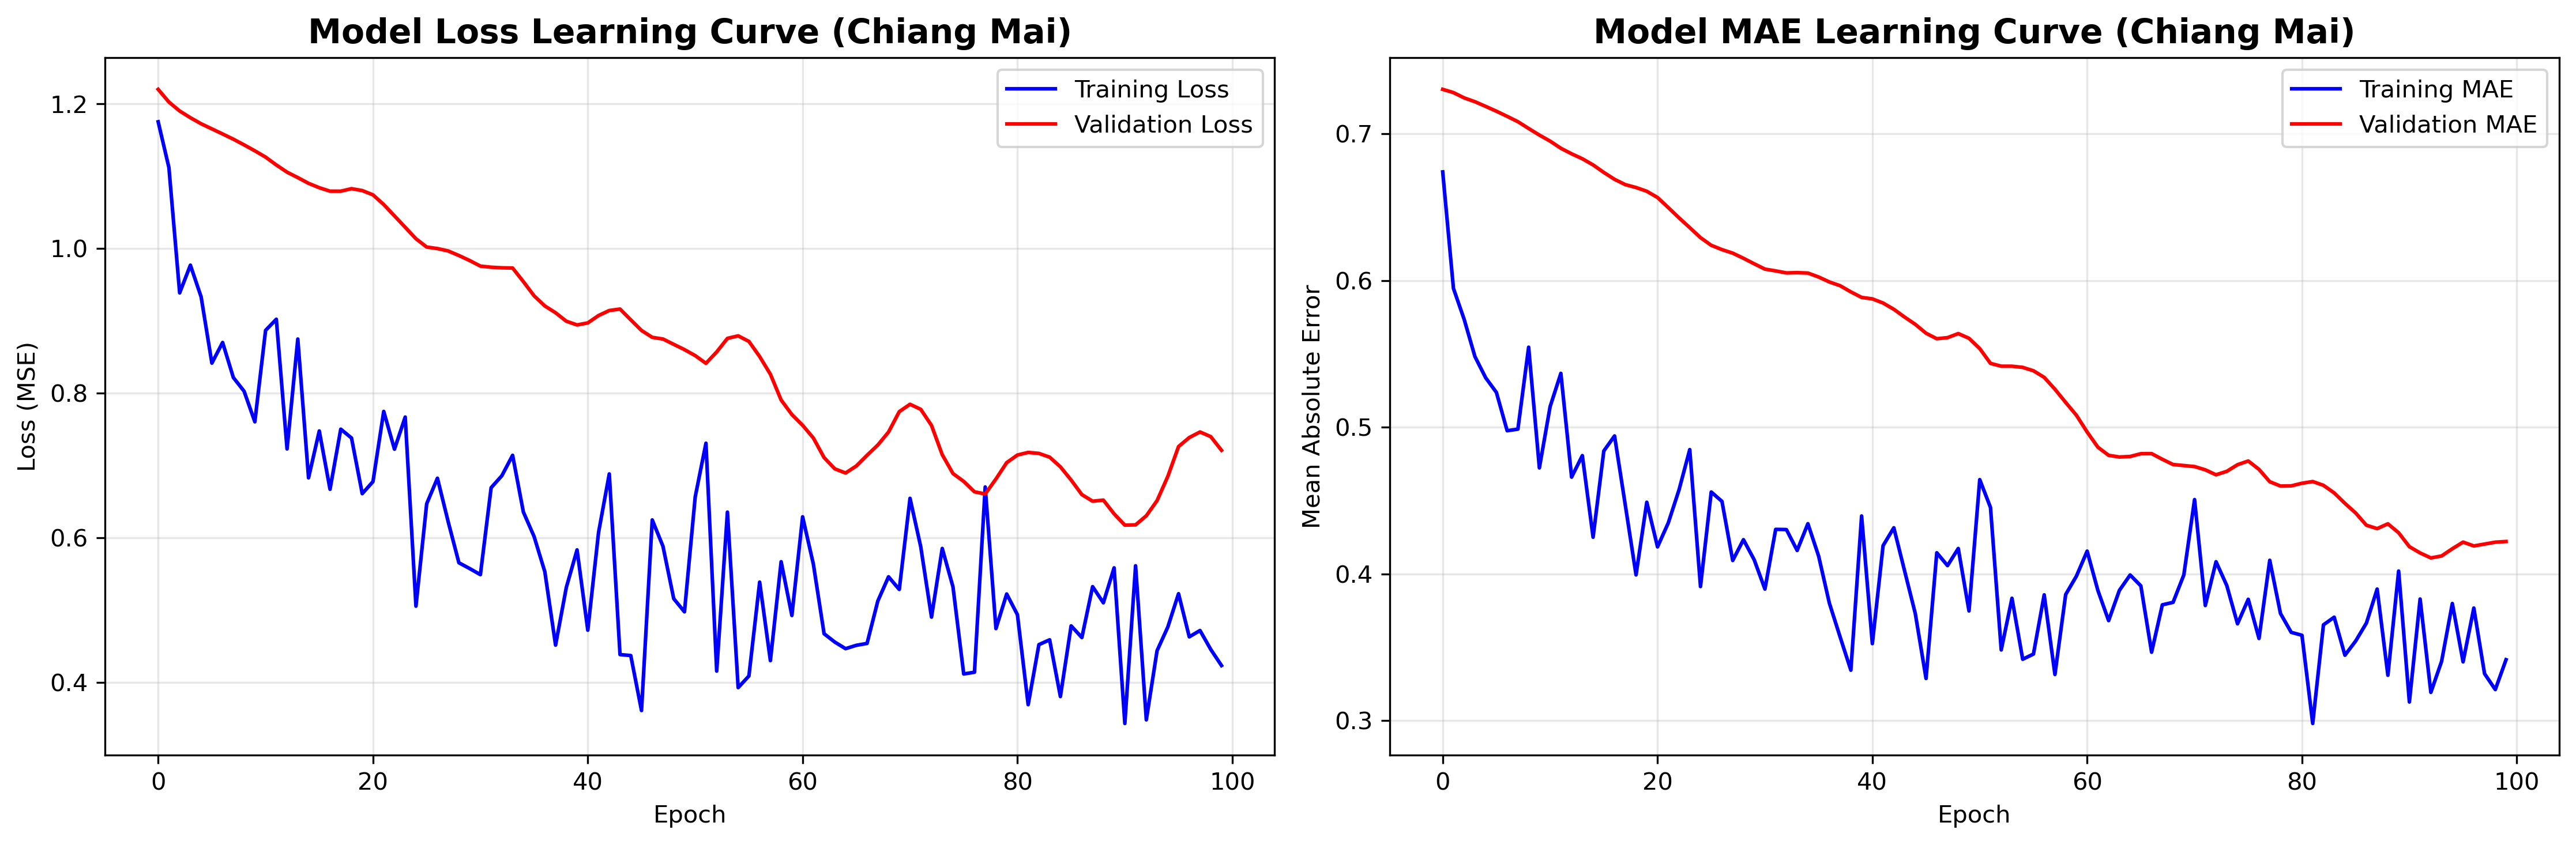 Model Loss Learning Curve (Chiang Mai)
Training Loss
Validation Loss
Loss (MSE)
1.2
1.0
0.8
0.6
0.4
0 20 40 60 80 100
Epoch
Model MAE Learning Curve (Chiang Mai)
Training MAE
Validation MAE
Mean Absolute Error
0.7
0.6
0.5
0.4
0.3
0 20 40 60 80 100
Epoch